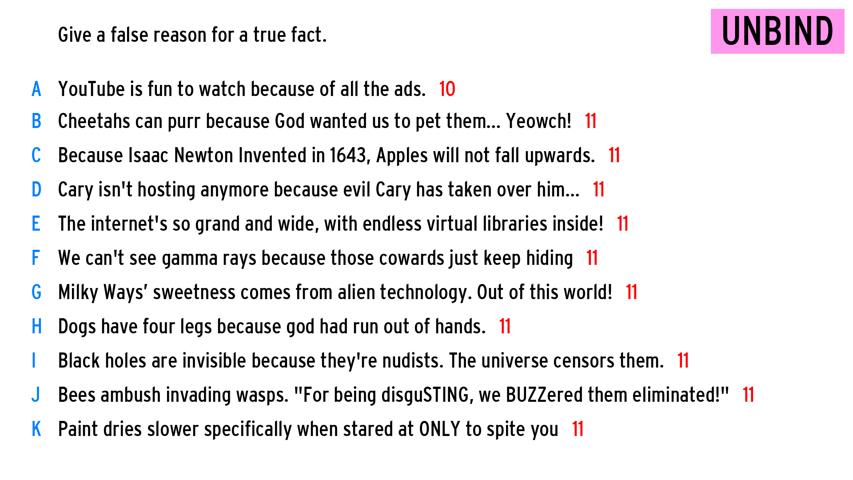 Give a false reason for a true fact.
UNBIND
A YouTube is fun to watch because of all the ads. 10
B Cheetahs can purr because God wanted us to pet them... Yeowch! 11
C Because Isaac Newton Invented in 1643, Apples will not fall upwards. 11
D Cary isn't hosting anymore because evil Cary has taken over him... 11
E The internet's so grand and wide, with endless virtual libraries inside! 11
F We can't see gamma rays because those cowards just keep hiding 11
G Milky Ways’ sweetness comes from alien technology. Out of this world! 11
H Dogs have four legs because god had run out of hands. 11
I Black holes are invisible because they're nudists. The universe censors them. 11
J Bees ambush invading wasps. "For being disguSTING, we BUZZered them eliminated!" 11
K Paint dries slower specifically when stared at ONLY to spite you 11